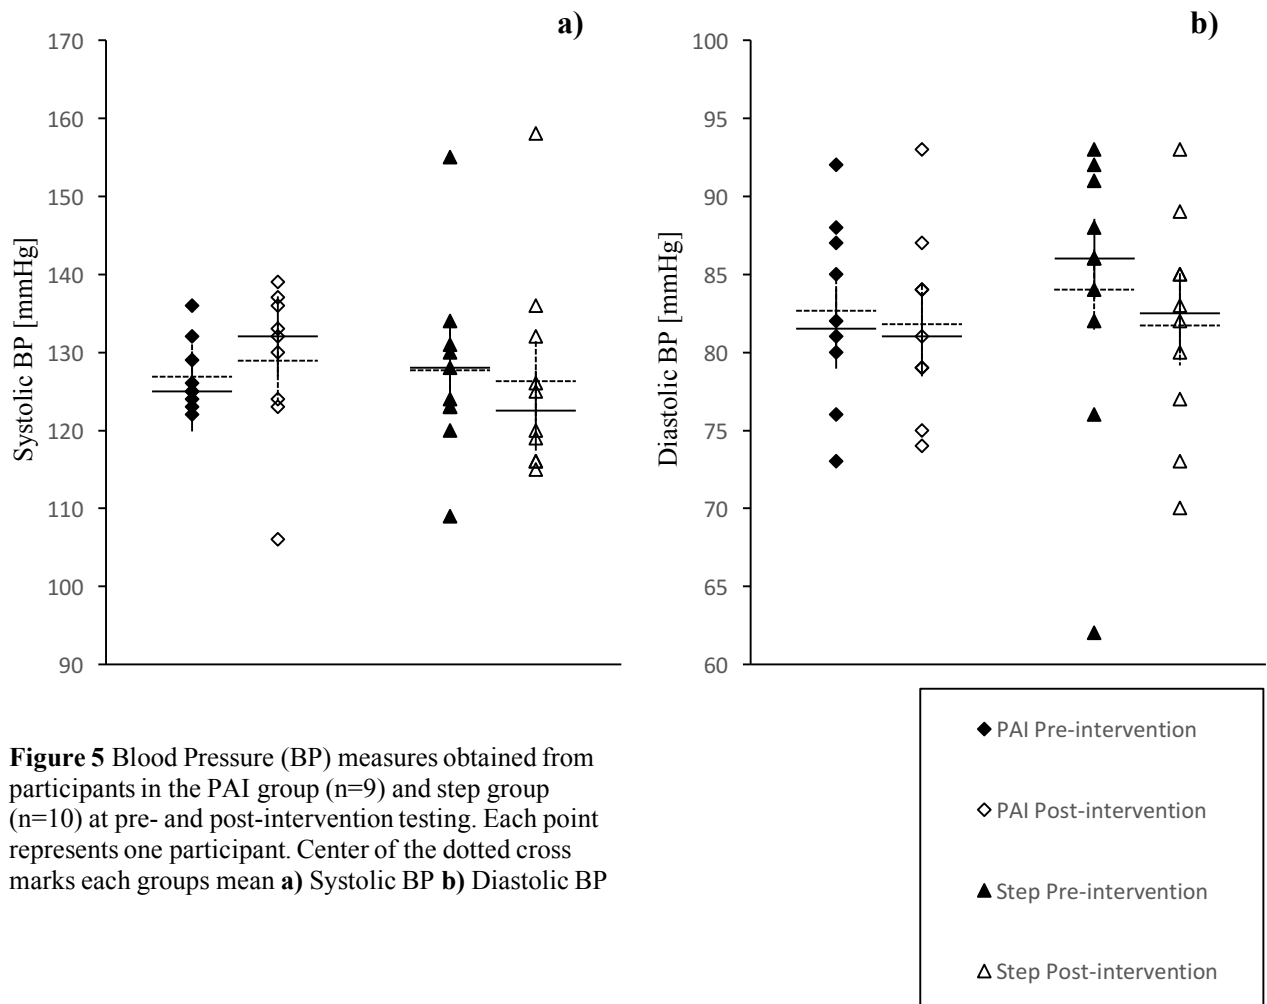 a)
170
160
150
140
130
120
110
100
90
Systolic BP [mmHg]
b)
100
95
90
85
80
75
70
65
60
Diastolic BP [mmHg]
Figure 5 Blood Pressure (BP) measures obtained from
participants in the PAI group (n=9) and step group
(n=10) at pre- and post-intervention testing. Each point
represents one participant. Center of the dotted cross
marks each groups mean a) Systolic BP b) Diastolic BP
PAI Pre-intervention
PAI Post-intervention
Step Pre-intervention
Step Post-intervention